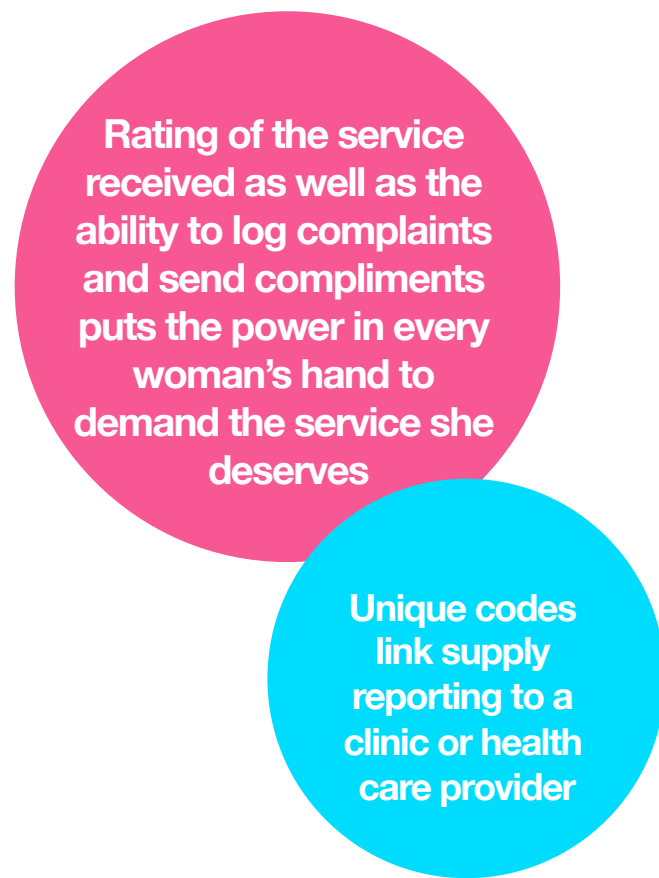 Rating of the service
received as well as the
ability to log complaints
and send compliments
puts the power in every
woman’s hand to
demand the service she
deserves
Unique codes
link supply
reporting to a
clinic or health
care provider